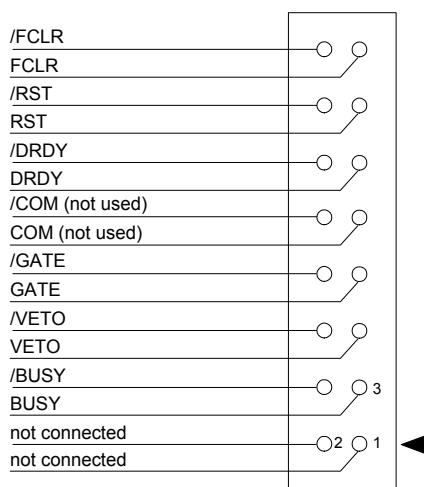 /FCLR
FCLR
/RST
RST
/DRDY
DRDY
/COM (not used)
COM (not used)
/GATE
GATE
/VETO
VETO
/BUSY
3
BUSY
not connected
2 1
not connected